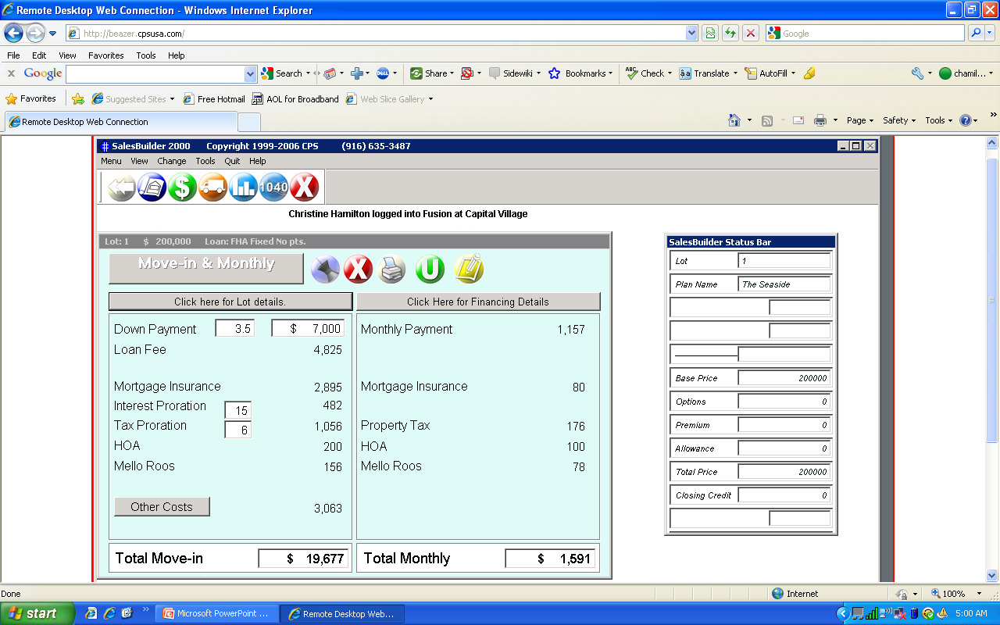 Remote Desktop Web Connection - Windows Internet Explorer
http://beazer.cpsusa.com/
Google
File Edit View Favorites Tools Help
x Google Search Share Sidewiki Bookmarks ABC Check Translate AutoFill chamil...
Favorites Suggested Sites Free Hotmail AOL for Broadband Web Slice Gallery
Remote Desktop Web Connection Page Safety Tools
SalesBuilder 2000 Copyright 1999-2006 CPS (916) 635-3487
Menu View Change Tools Quit Help
$ 1040 X
Christine Hamilton logged into Fusion at Capital Village
Lot: 1 $ 200,000 Loan: FHA Fixed No pts.
Move-in & Monthly X U
Click here for Lot details. Click Here for Financing Details
Down Payment 3.5 $ 7,000 Monthly Payment 1,157
Loan Fee 4,825
Mortgage Insurance 2,895 Mortgage Insurance 80
Interest Proration 15 482
Tax Proration 6 1,056 Property Tax 176
HOA 200 HOA 100
Mello Roos 156 Mello Roos 78
Other Costs 3,063
Total Move-in $ 19,677 Total Monthly $ 1,591
SalesBuilder Status Bar
Lot 1
Plan Name The Seaside
Base Price 200000
Options 0
Premium 0
Allowance 0
Total Price 200000
Closing Credit 0
Done Internet 100%
start Microsoft PowerPoint ... Remote Desktop Web... 5:00 AM